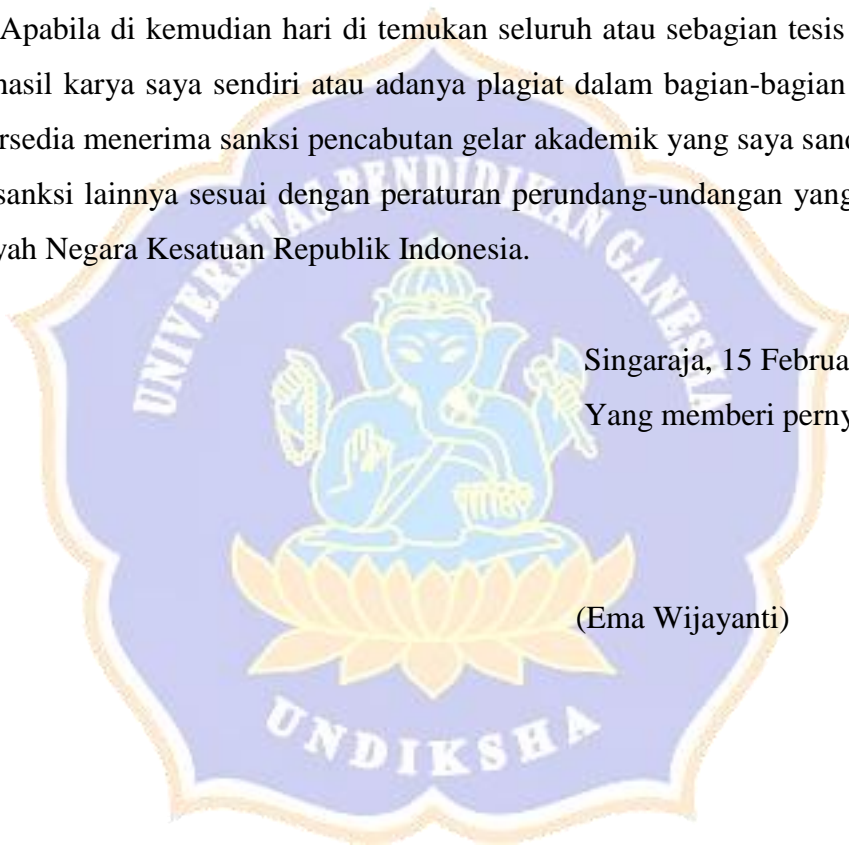 Apabila di kemudian hari di temukan seluruh atau sebagian tesis
hasil karya saya sendiri atau adanya plagiat dalam bagian-bagian
rsedia menerima sanksi pencabutan gelar akademik yang saya sand
sanksi lainnya sesuai dengan peraturan perundang-undangan yang
yah Negara Kesatuan Republik Indonesia.
UNIVERSITAS PENDIDIKAN GANESHA
Singaraja, 15 Februa
Yang memberi perny
(Ema Wijayanti)
UNDIKSHA